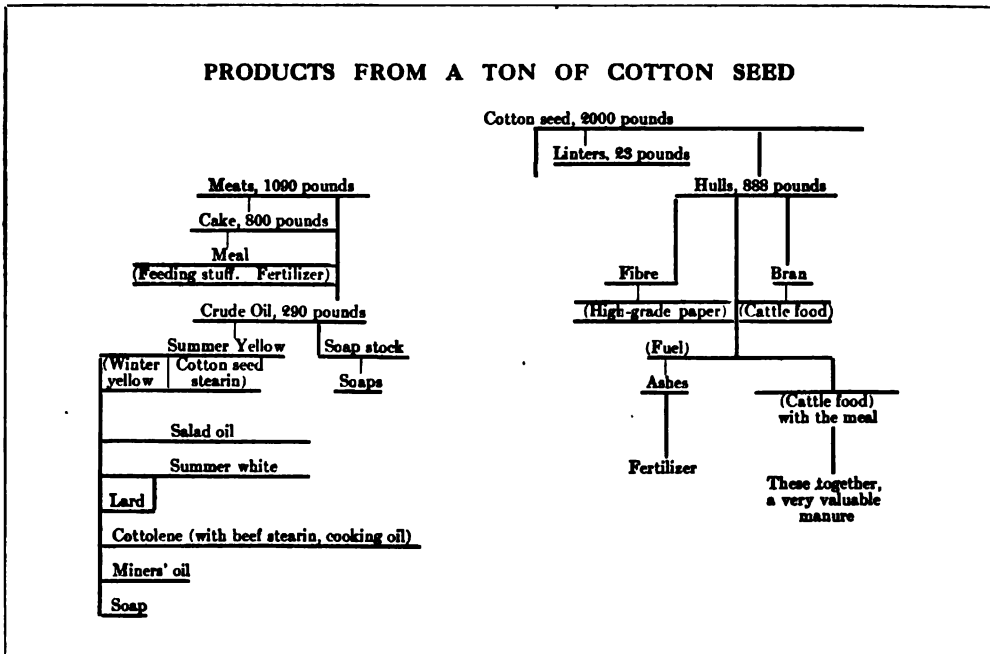 PRODUCTS FROM A TON OF COTTON SEED
Cotton seed, 2000 pounds
Linters, 23 pounds
Meats, 1090 pounds
Cake, 800 pounds
Meal
(Feeding stuff. Fertilizer)
Crude Oil, 290 pounds
Summer Yellow
(Winter
yellow
Cotton seed
stearin)
Soap stock
Soaps
Salad oil
Summer white
Lard
Cottolene (with beef stearin, cooking oil)
Miners' oil
Soap
Hulls, 888 pounds
Fibre
(High-grade paper)
Bran
(Cattle food)
(Fuel)
Ashes
Fertilizer
(Cattle food)
with the meal
These together,
a very valuable
manure